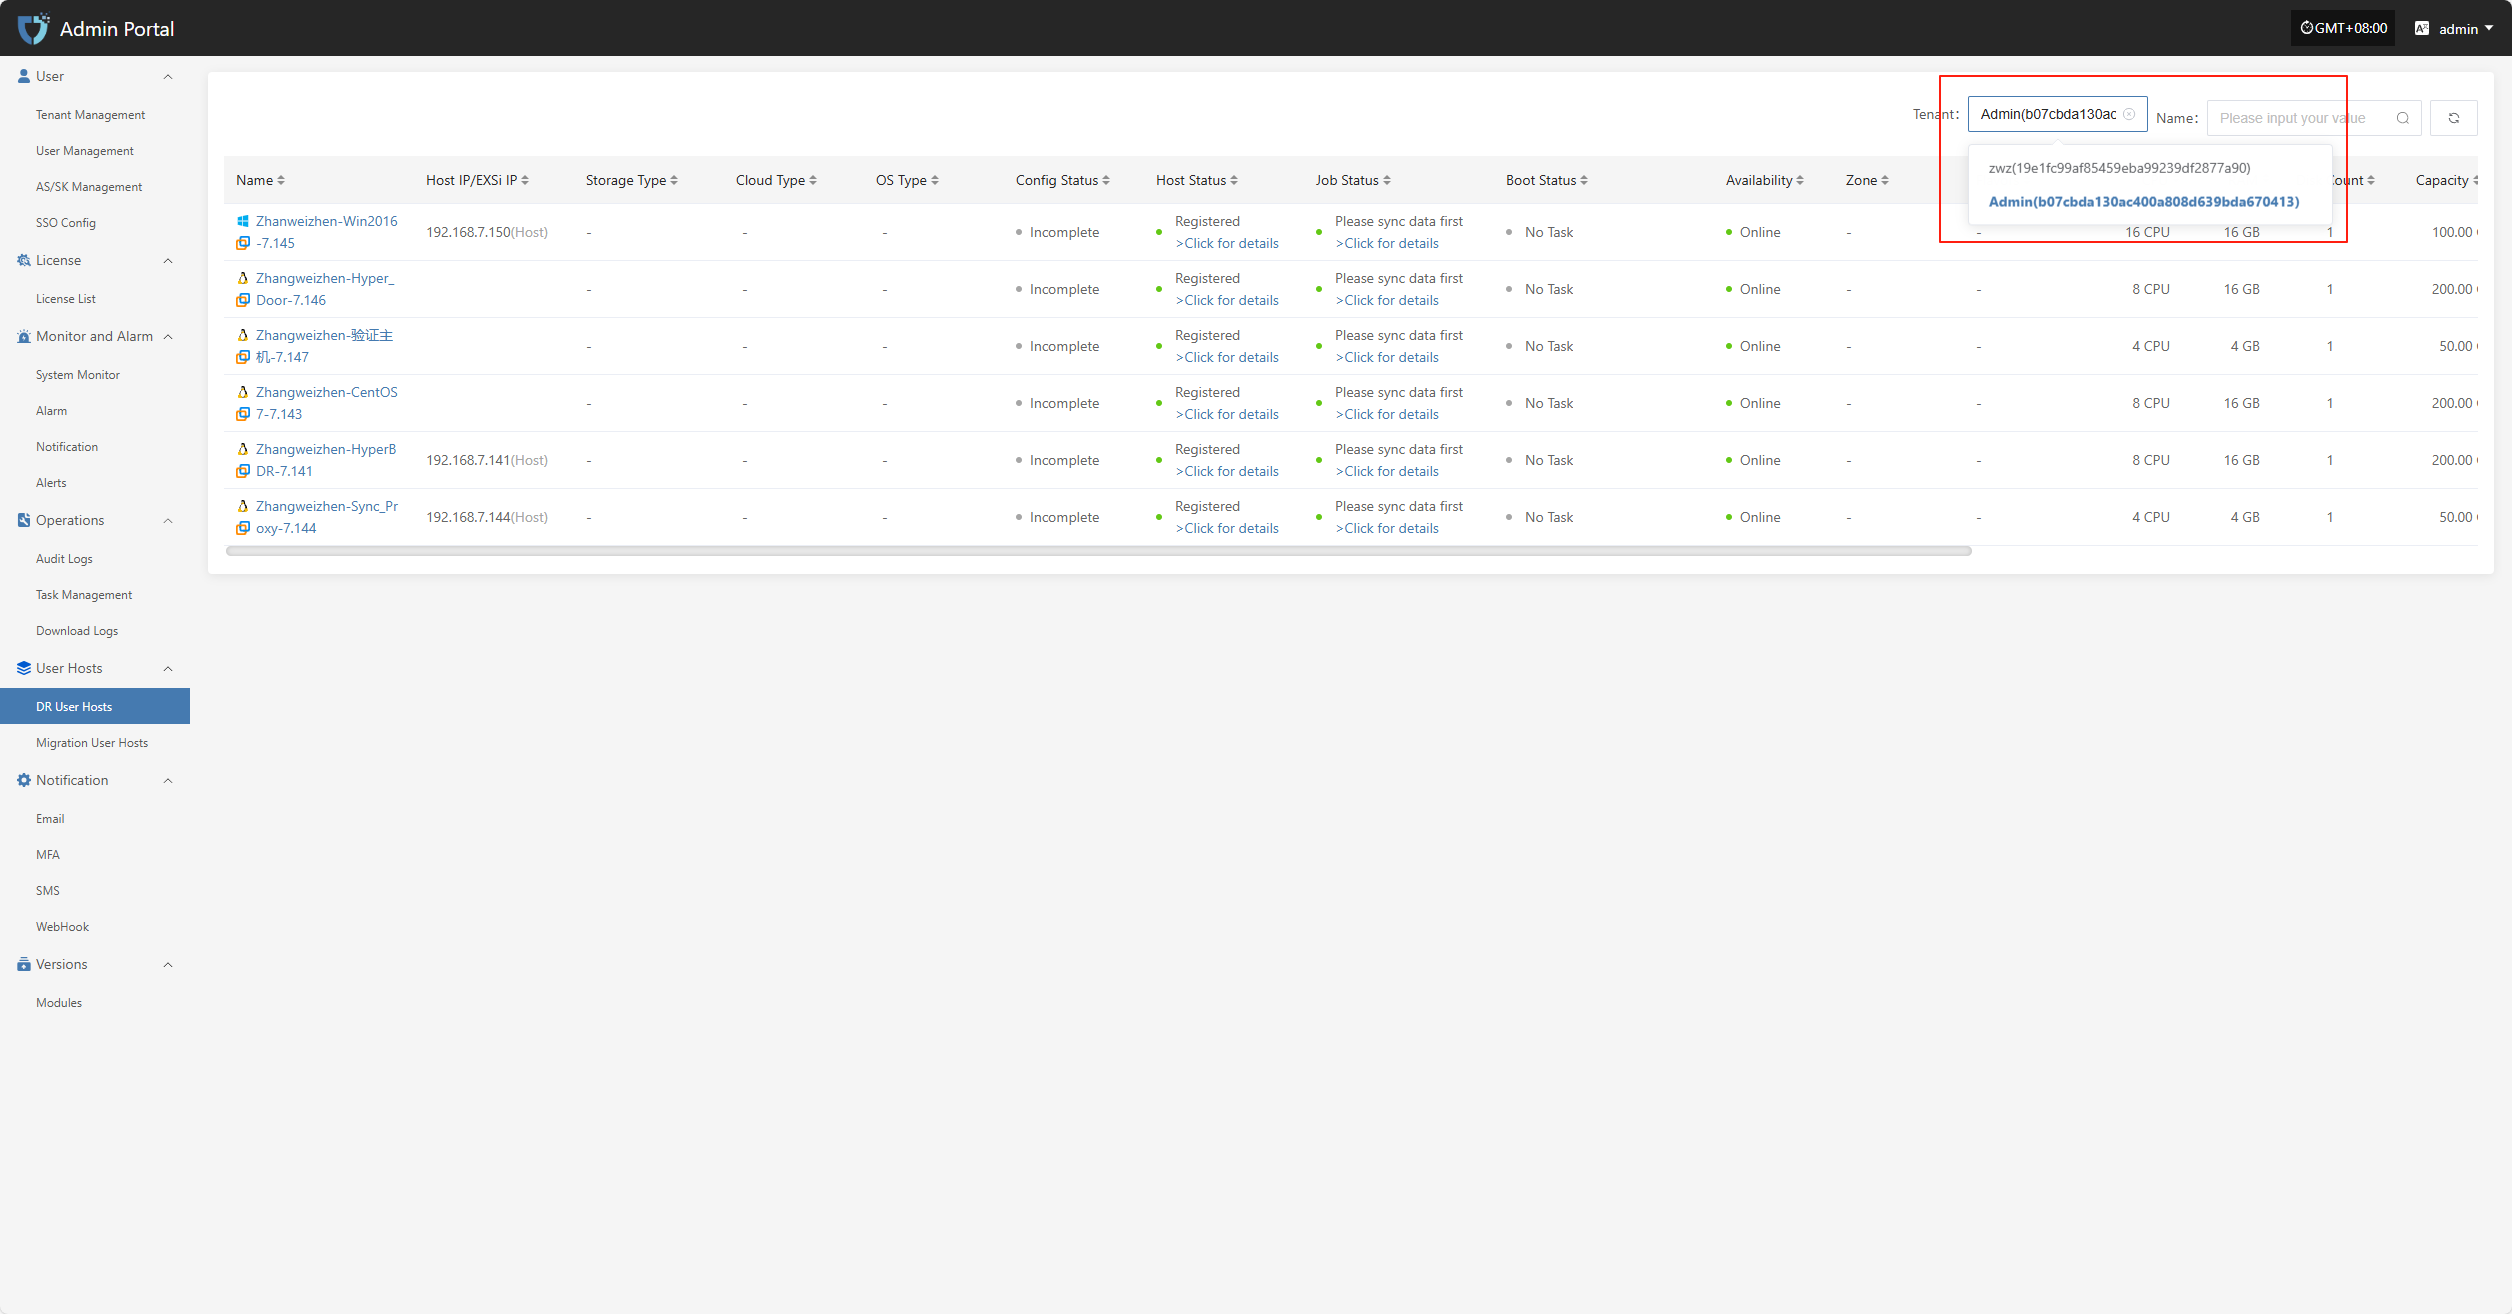 Admin Portal
GMT+08:00
admin
User
Tenant Management
User Management
AS/SK Management
SSO Config
License
License List
Monitor and Alarm
System Monitor
Alarm
Notification
Alerts
Operations
Audit Logs
Task Management
Download Logs
User Hosts
DR User Hosts
Migration User Hosts
Notification
Email
MFA
SMS
WebHook
Versions
Modules
Tenant: Admin(b07cbda130ac Name: Please input your value
zwz(19e1fc99af85459eba99239df2877a90)
Admin(b07cbda130ac400a808d639bda670413)
Name Host IP/EXSi IP Storage Type Cloud Type OS Type Config Status Host Status Job Status Boot Status Availability Zone ount Capacity
Zhanweizhen-Win2016 Registered Please sync data first
192.168.7.150(Host) - - - Incomplete No Task Online - - 16 CPU 16 GB 1 100.00
-7.145 >Click for details >Click for details
Zhangweizhen-Hyper_ Registered Please sync data first
- - - Incomplete No Task Online - - 8 CPU 16 GB 1 200.00
Door-7.146 >Click for details >Click for details
Zhangweizhen-验证主 Registered Please sync data first
- - - Incomplete No Task Online - - 4 CPU 4 GB 1 50.00
机-7.147 >Click for details >Click for details
Zhangweizhen-CentOS Registered Please sync data first
- - - Incomplete No Task Online - - 8 CPU 16 GB 1 200.00
7-7.143 >Click for details >Click for details
Zhangweizhen-HyperB Registered Please sync data first
192.168.7.141(Host) - - - Incomplete No Task Online - - 8 CPU 16 GB 1 200.00
DR-7.141 >Click for details >Click for details
Zhangweizhen-Sync_Pr Registered Please sync data first
192.168.7.144(Host) - - - Incomplete No Task Online - - 4 CPU 4 GB 1 50.00
oxy-7.144 >Click for details >Click for details